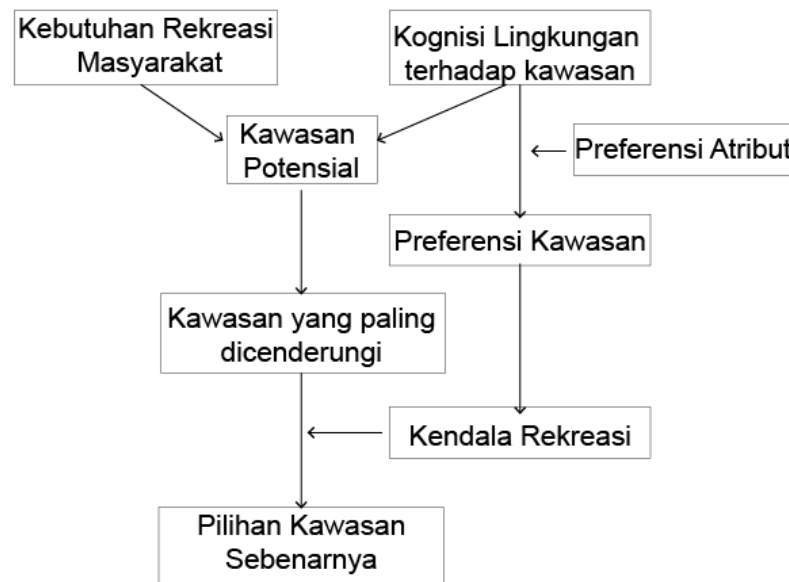 Kebutuhan Rekreasi
Masyarakat
Kognisi Lingkungan
terhadap kawasan
Kawasan
Potensial
Preferensi Atribut
Preferensi Kawasan
Kawasan yang paling
dicenderungi
Kendala Rekreasi
Pilihan Kawasan
Sebenarnya